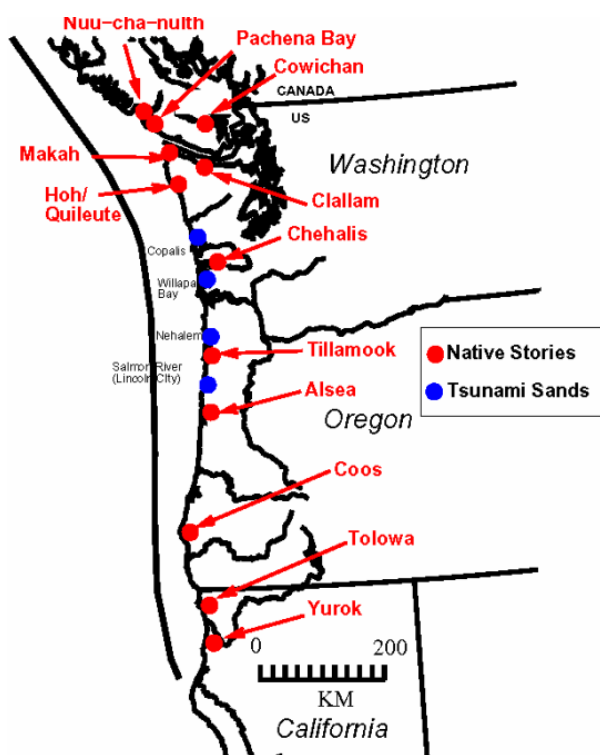 Nuu-cha-nulth
Pachena Bay
Cowichan
CANADA
US
Makah
Washington
Hoh/
Quileute
Clallam
Chehalis
Copalis
Willapa
Bay
Nehalem
Tillamook
Native Stories
Salmon River
(Lincoln CIty)
Tsunami Sands
Alsea
Oregon
Coos
Tolowa
Yurok
0 200
KM
California